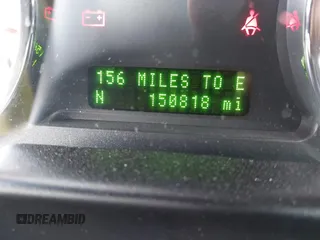 156 MILES TO E
N 150818 mi
DREAMBID